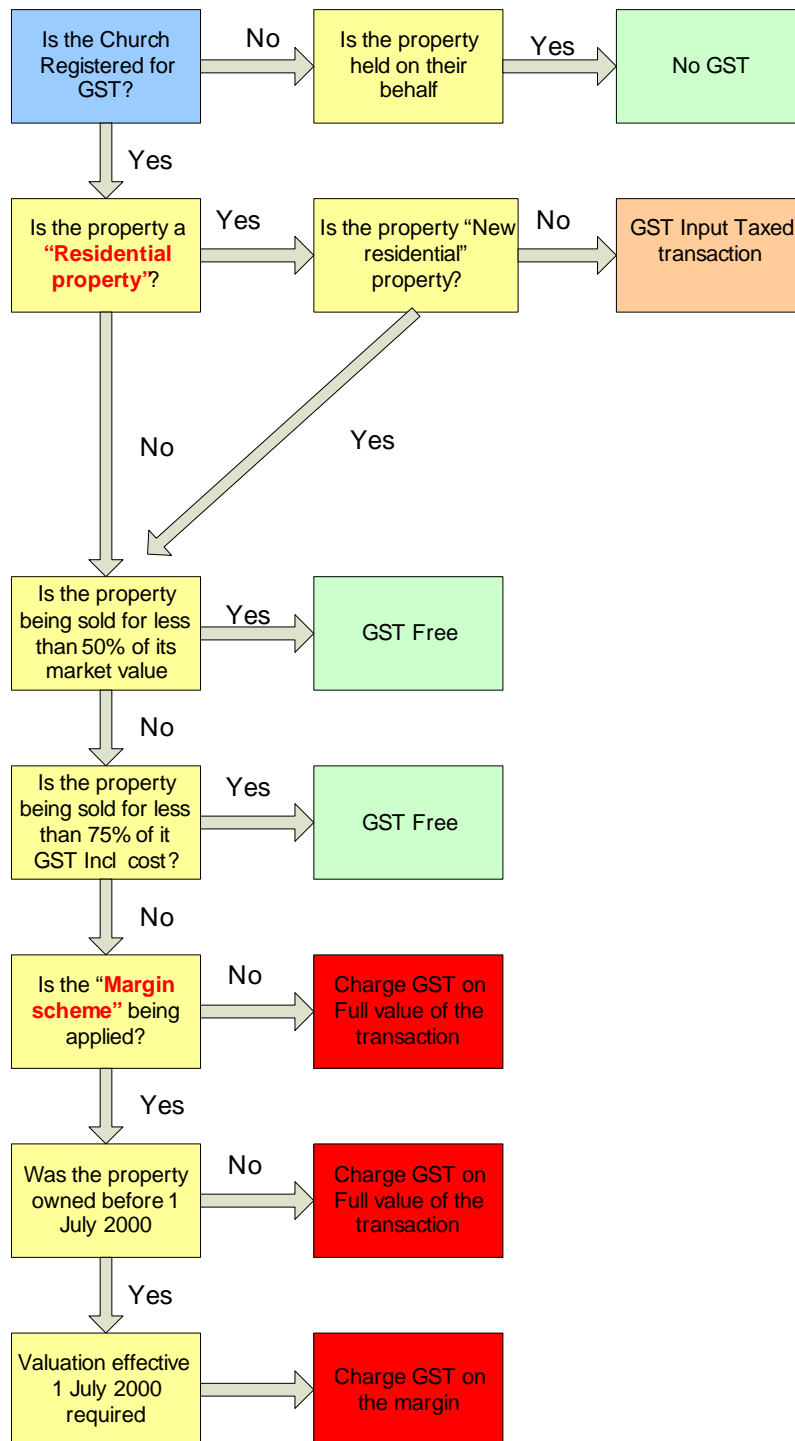 Is the Church
Registered for
GST?
No
Is the property
held on their
behalf
Yes
No GST
Yes
Is the property a
“Residential
property”?
Yes
Is the property “New
residential”
property?
No
GST Input Taxed
transaction
No
Yes
Is the property
being sold for less
than 50% of its
market value
Yes
GST Free
No
Is the property
being sold for less
than 75% of it
GST Incl cost?
Yes
GST Free
No
Is the “Margin
scheme” being
applied?
No
Charge GST on
Full value of the
transaction
Yes
Was the property
owned before 1
July 2000
No
Charge GST on
Full value of the
transaction
Yes
Valuation effective
1 July 2000
required
Charge GST on
the margin